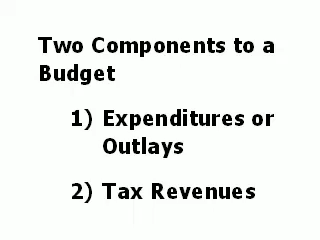 Two Components to a
Budget
1) Expenditures or
Outlays
2) Tax Revenues